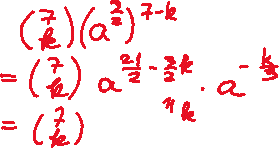 (7 k)(a^{3/2})^{7-k}
= (7 k) a^{21/2 - 3/2 k} · a^{-k/3}
= (7 k)